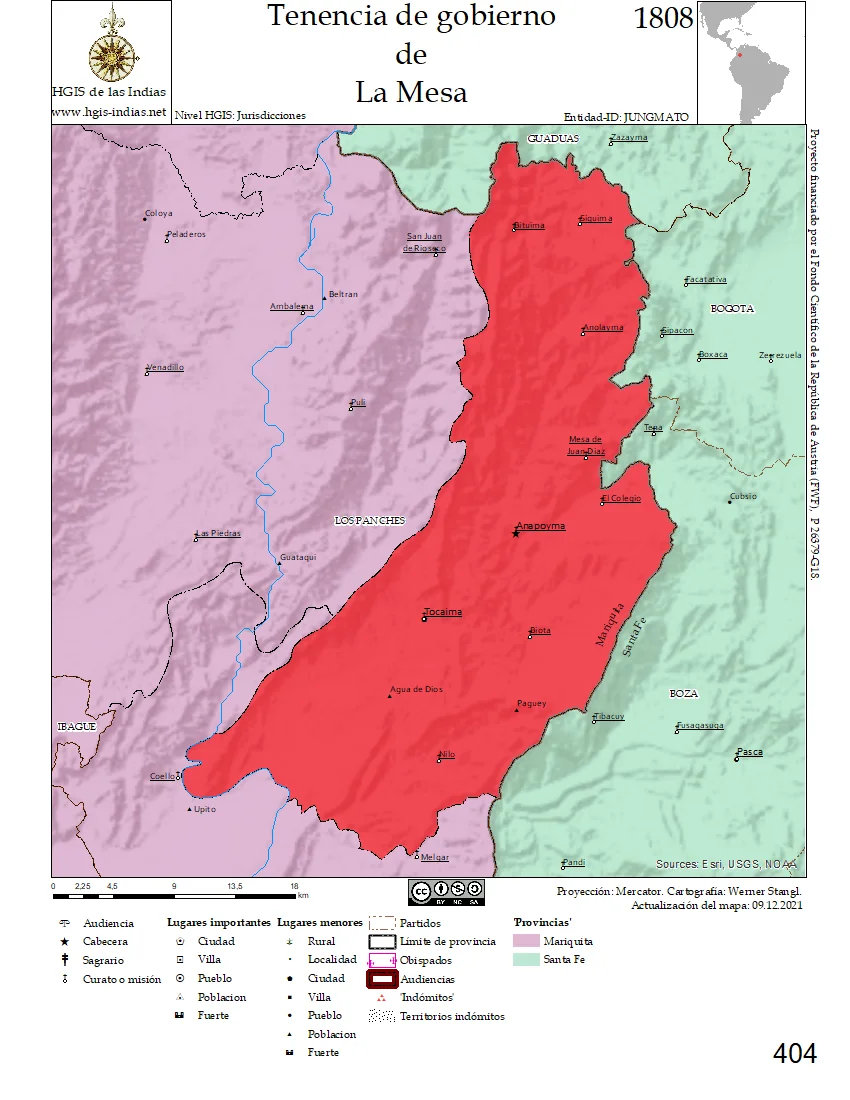 Tenencia de gobierno
de
La Mesa
1808
HGIS de las Indias
www.hgis-indias.net
Nivel HGIS: Jurisdicciones
Entidad-ID: JUNGMATO
GUADUAS
Zazayma
Coloya
Peladeros
San Juan
de Rioseco
Bituima
Siquima
Beltran
Ambalema
Facatativa
BOGOTA
Anolayma
Sipacon
Boxaca
Zerrezuela
Venadillo
Puli
Tena
Mesa de
Juan Diaz
El Colegio
Cubsio
LOS PANCHES
Anapoyma
Las Piedras
Guataqui
Tocaima
Biota
Mariquita
Santa Fe
Agua de Dios
Paguey
BOZA
Tibacuy
Fusagasuga
IBAGUE
Pasca
Nilo
Coello
Upito
Melgar
Pandi
Sources: Esri, USGS, NOAA
Proyecto financiado por el Fondo Científico de la República de Austria (FWF), P 26379-G18.
0 2,25 4,5 9 13,5 18
km
CC BY NC SA
Proyección: Mercator. Cartografía: Werner Stangl.
Actualización del mapa: 09.12.2021
Audiencia
Cabecera
Sagrario
Curato o misión
Lugares importantes
Ciudad
Villa
Pueblo
Poblacion
Fuerte
Lugares menores
Rural
Localidad
Ciudad
Villa
Pueblo
Poblacion
Fuerte
Partidos
Límite de provincia
Obispados
Audiencias
'Indómitos'
Territorios indómitos
'Provincias'
Mariquita
Santa Fe
404